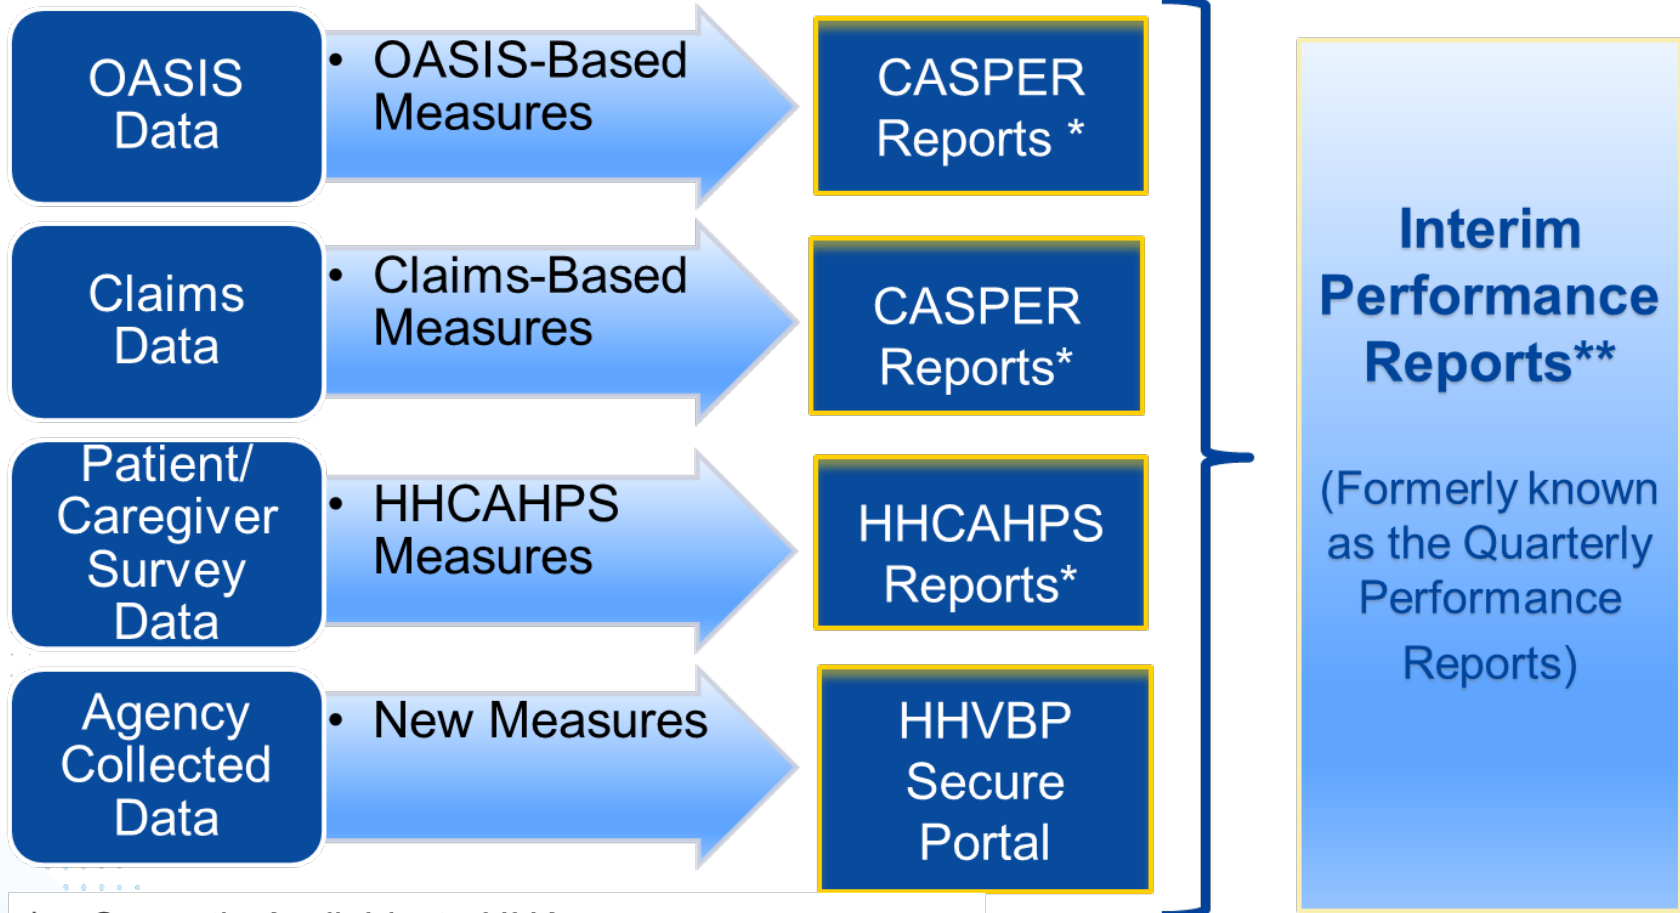 OASIS
Data
• OASIS-Based
Measures
CASPER
Reports *
Claims
Data
• Claims-Based
Measures
CASPER
Reports*
Patient/
Caregiver
Survey
Data
• HHCAHPS
Measures
HHCAHPS
Reports*
Agency
Collected
Data
• New Measures
HHVBP
Secure
Portal
Interim
Performance
Reports**
(Formerly known
as the Quarterly
Performance
Reports)